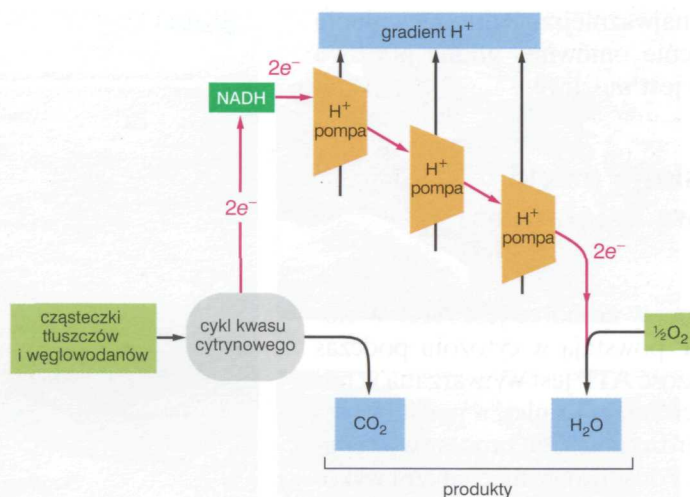 gradient H⁺
2e⁻
NADH
H⁺
pompa
H⁺
pompa
H⁺
pompa
2e⁻
2e⁻
cząsteczki
tłuszczów
i węglowodanów
cykl kwasu
cytrynowego
½O₂
CO₂
H₂O
produkty